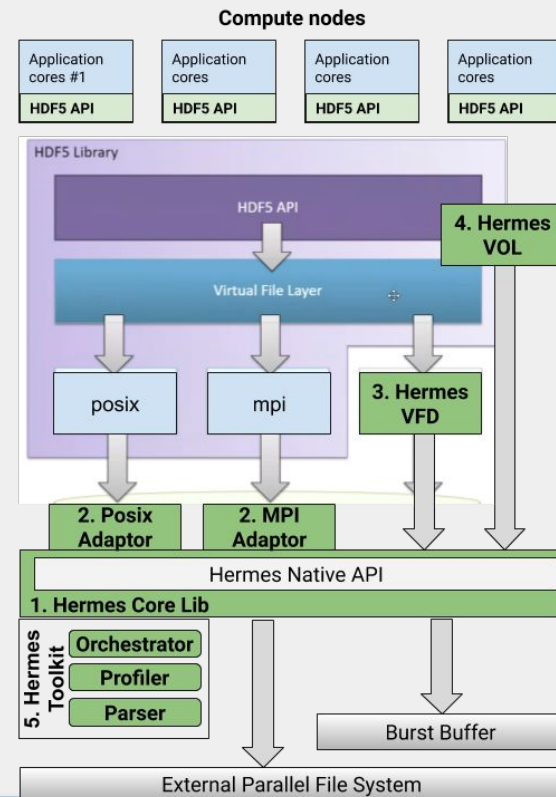 Compute nodes
Application
cores #1
HDF5 API
Application
cores
HDF5 API
Application
cores
HDF5 API
Application
cores
HDF5 API
HDF5 Library
HDF5 API
4. Hermes
VOL
Virtual File Layer
posix
mpi
3. Hermes
VFD
2. Posix
Adaptor
2. MPI
Adaptor
Hermes Native API
1. Hermes Core Lib
5. Hermes
Toolkit
Orchestrator
Profiler
Parser
Burst Buffer
External Parallel File System